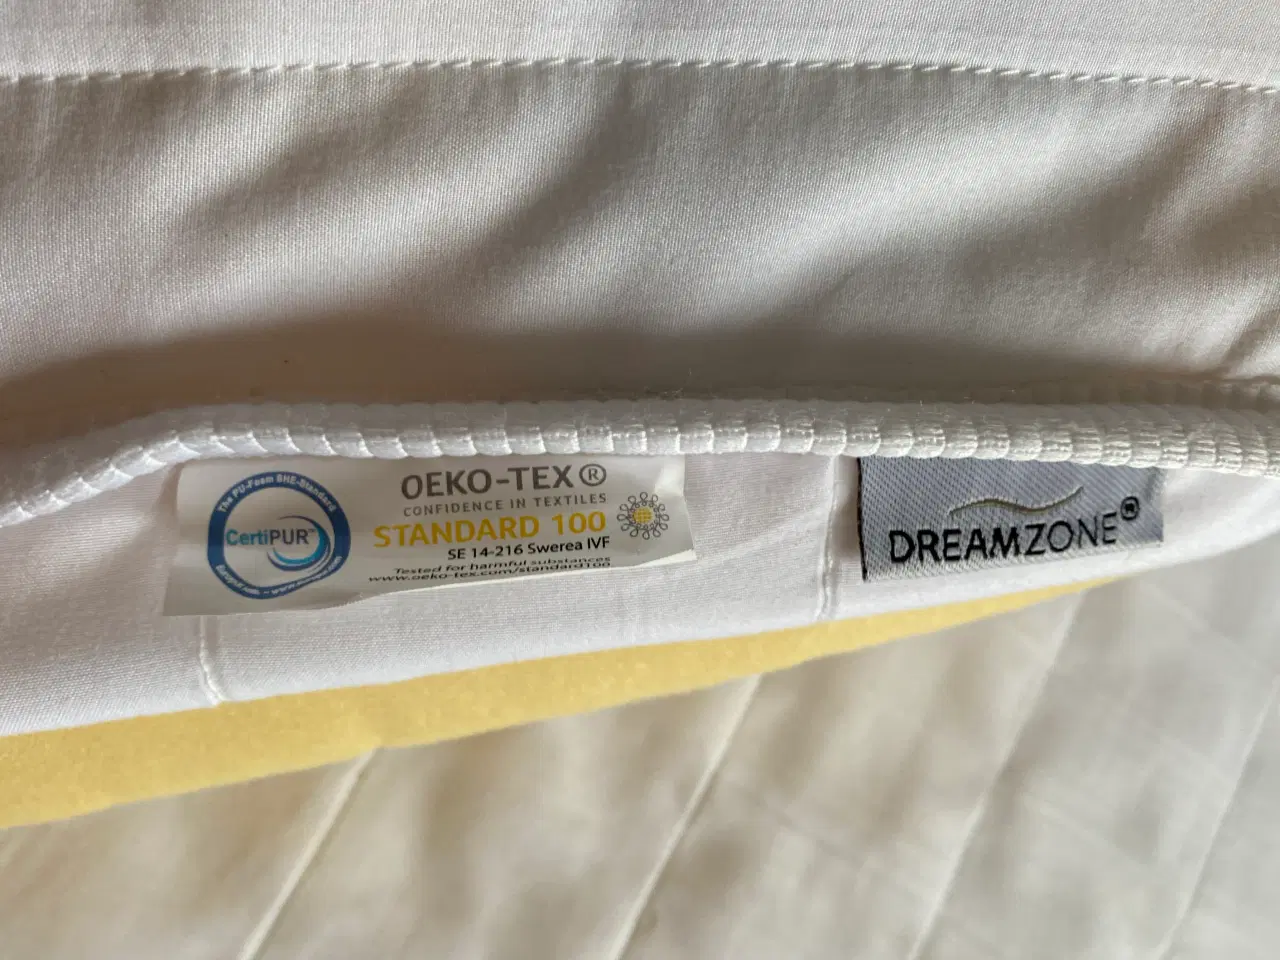 The PU-Foam BHE-Standard
CertiPUR™
OEKO-TEX®
CONFIDENCE IN TEXTILES
STANDARD 100
SE 14-216 Swerea IVF
Tested for harmful substances
www.oeko-tex.com/standard100
DREAMZONE®